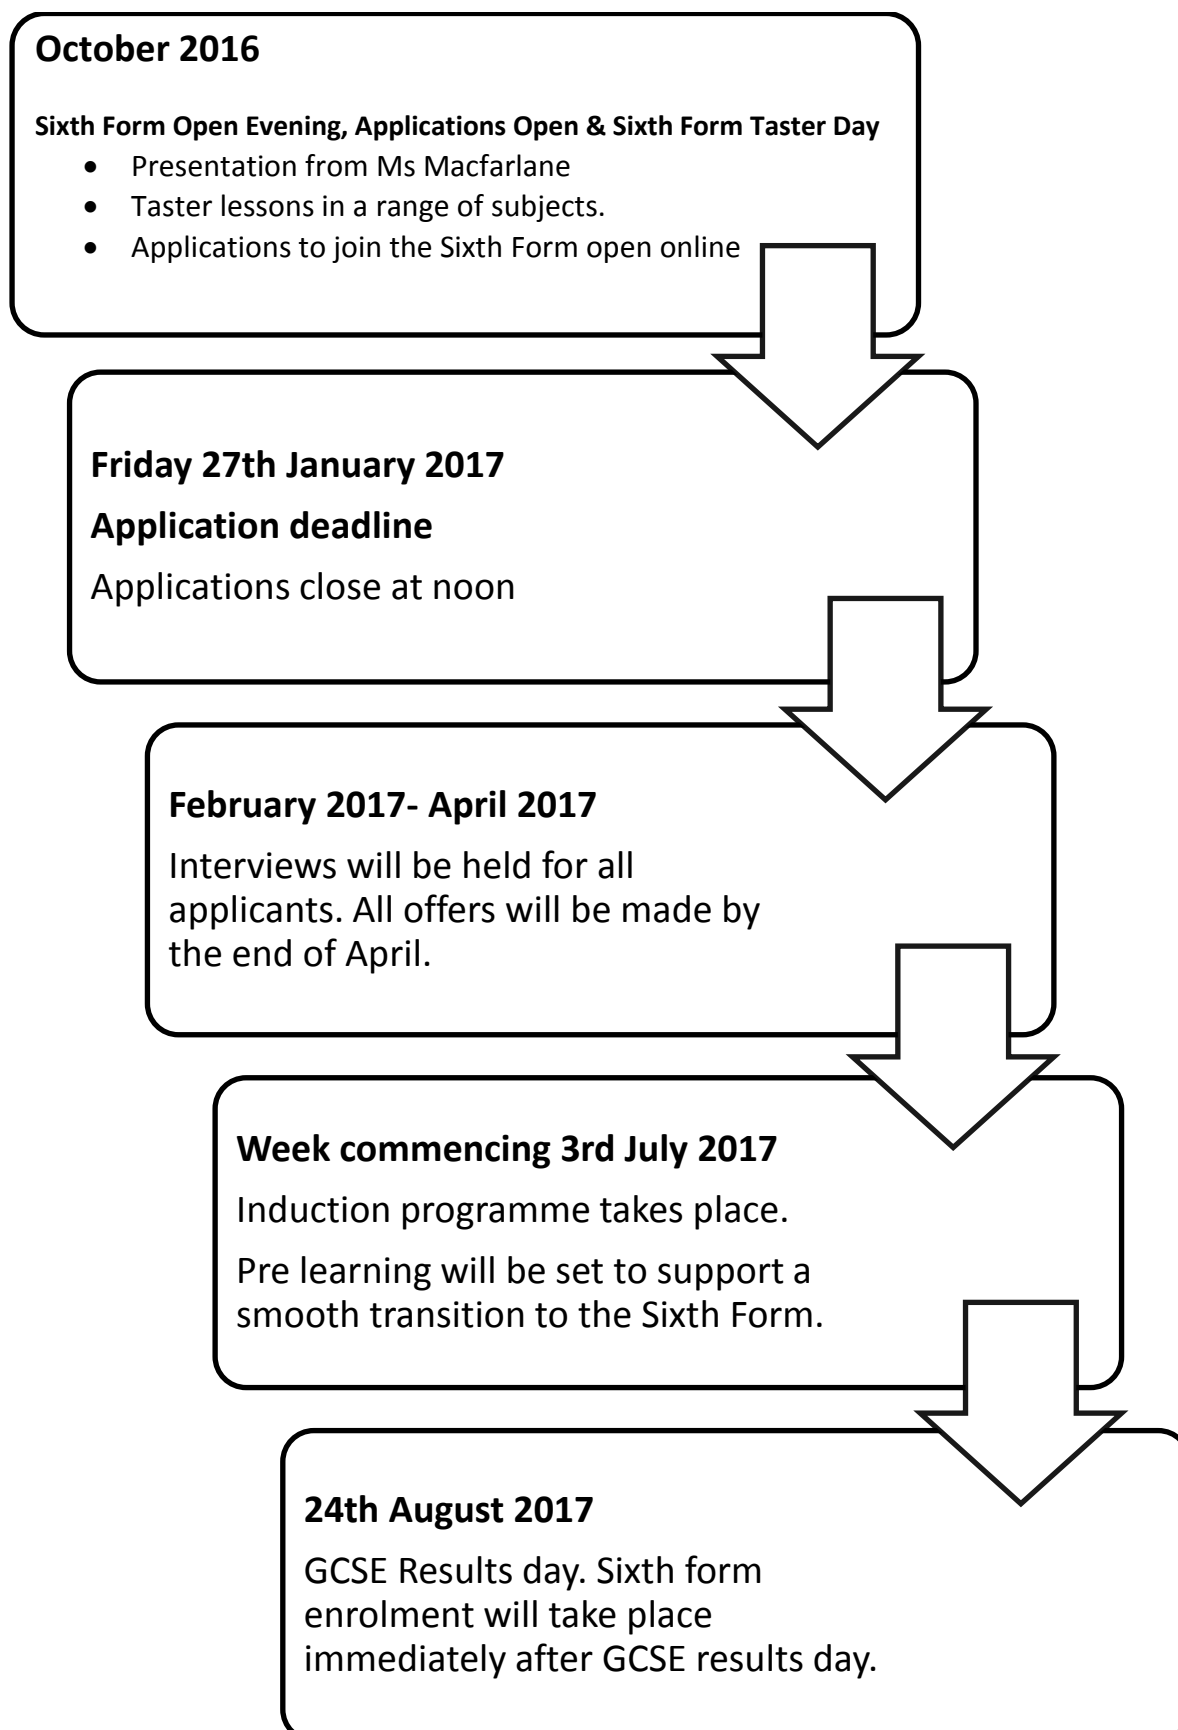 October 2016
Sixth Form Open Evening, Applications Open & Sixth Form Taster Day
• Presentation from Ms Macfarlane
• Taster lessons in a range of subjects.
• Applications to join the Sixth Form open online
Friday 27th January 2017
Application deadline
Applications close at noon
February 2017- April 2017
Interviews will be held for all
applicants. All offers will be made by
the end of April.
Week commencing 3rd July 2017
Induction programme takes place.
Pre learning will be set to support a
smooth transition to the Sixth Form.
24th August 2017
GCSE Results day. Sixth form
enrolment will take place
immediately after GCSE results day.